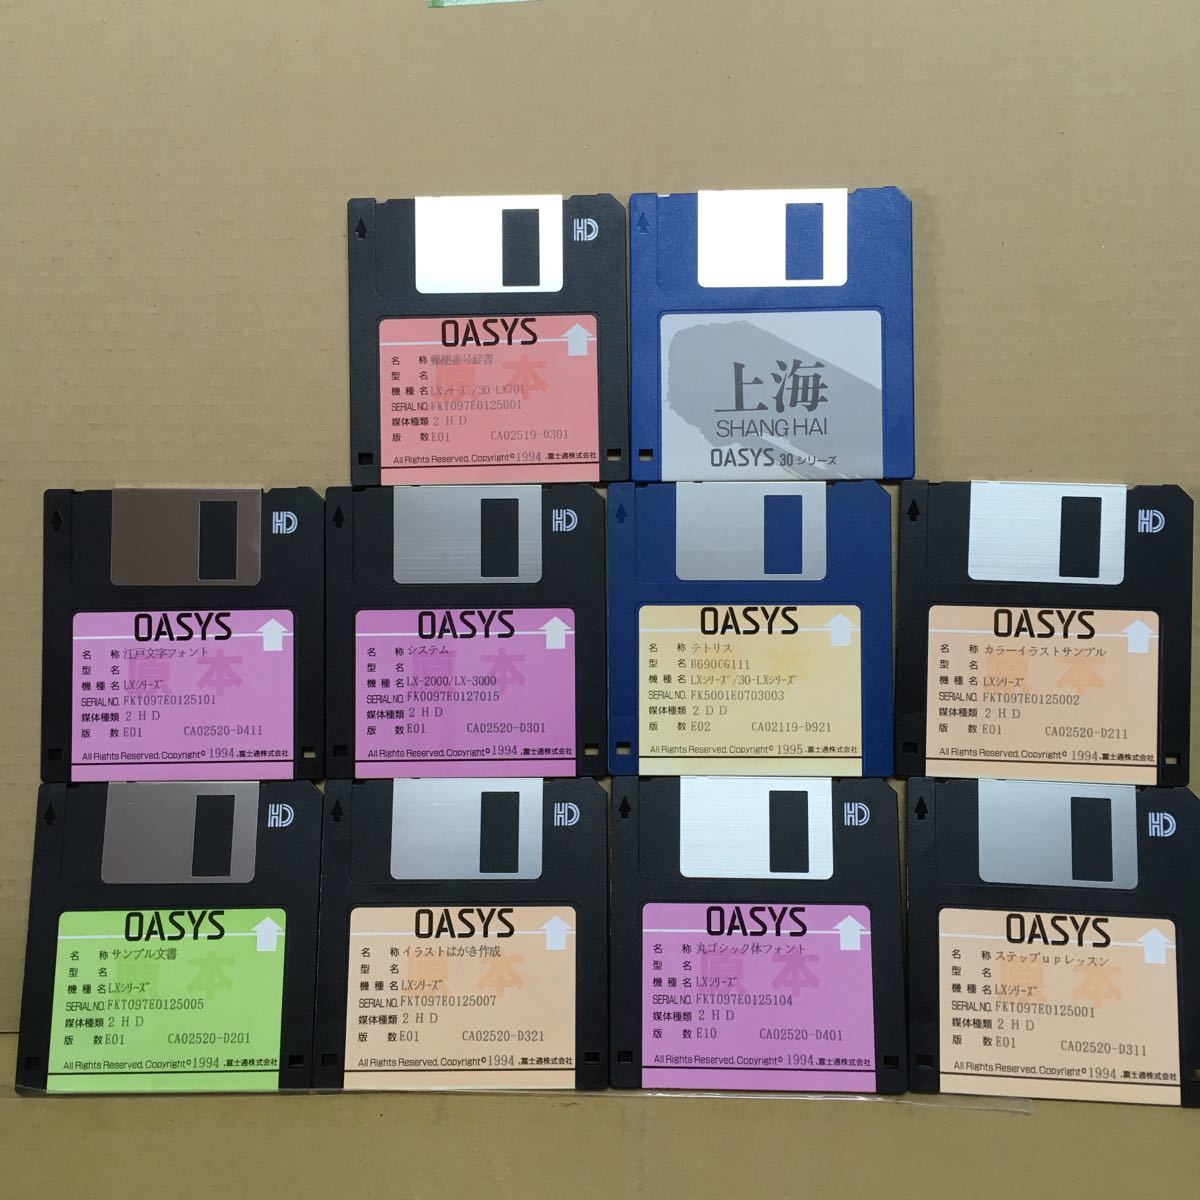 HD
OASYS
原本
名称 郵便番号辞書
型名
機種名 LXシリーズ/30-LX701
SERIAL NO. FKT097E0125001
媒体種類 2HD
版数 E01 CA02519-D301
All Rights Reserved, Copyright© 1994, 富士通株式会社
上海
SHANG HAI
OASYS 30 シリーズ
HD
OASYS
原本
名称 江戸文字フォント
型名
機種名 LXシリーズ
SERIAL NO. FKT097E0125101
媒体種類 2HD
版数 E01 CA02520-D411
All Rights Reserved, Copyright© 1994, 富士通株式会社
HD
OASYS
原本
名称 システム
型名
機種名 LX-2000/LX-3000
SERIAL NO. FK0097E0127015
媒体種類 2HD
版数 E01 CA02520-D301
All Rights Reserved, Copyright© 1994, 富士通株式会社
OASYS
原本
名称 テトリス
型名 B690CG111
機種名 LXシリーズ/30-LXシリーズ
SERIAL NO. FK5001E0703003
媒体種類 2DD
版数 E02 CA02119-D921
All Rights Reserved, Copyright© 1995, 富士通株式会社
HD
OASYS
原本
名称 カラーイラストサンプル
型名
機種名 LXシリーズ
SERIAL NO. FKT097E0125002
媒体種類 2HD
版数 E01 CA02520-D211
All Rights Reserved, Copyright© 1994, 富士通株式会社
HD
OASYS
原本
名称 サンプル文書
型名
機種名 LXシリーズ
SERIAL NO. FKT097E0125005
媒体種類 2HD
版数 E01 CA02520-D201
All Rights Reserved, Copyright© 1994, 富士通株式会社
HD
OASYS
原本
名称 イラストはがき作成
型名
機種名 LXシリーズ
SERIAL NO. FKT097E0125007
媒体種類 2HD
版数 E01 CA02520-D321
All Rights Reserved, Copyright© 1994, 富士通株式会社
HD
OASYS
原本
名称 丸ゴシック体フォント
型名
機種名 LXシリーズ
SERIAL NO. FKT097E0125104
媒体種類 2HD
版数 E10 CA02520-D401
All Rights Reserved, Copyright© 1994, 富士通株式会社
HD
OASYS
原本
名称 ステップupレッスン
型名
機種名 LXシリーズ
SERIAL NO. FKT097E0125001
媒体種類 2HD
版数 E01 CA02520-D311
All Rights Reserved, Copyright© 1994, 富士通株式会社